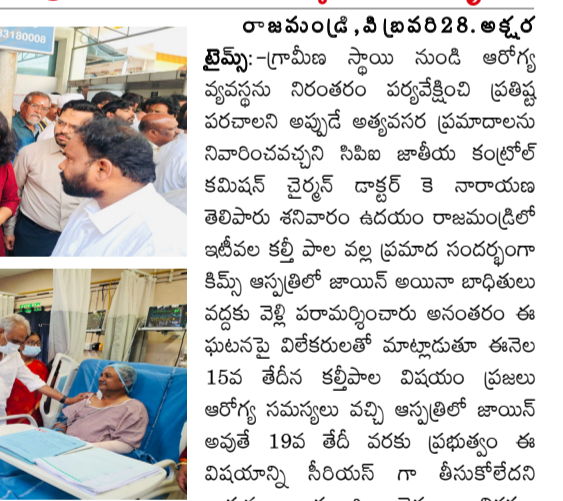 83180008
రాజమండ్రి,పిబ్రవరి28.అక్షర
టైమ్స్:-గ్రామీణ స్థాయి నుండి ఆరోగ్య
వ్యవస్థను నిరంతరం పర్యవేక్షించి ప్రతిష్ట
పరచాలని అప్పుడే అత్యవసర ప్రమాదాలను
నివారించవచ్చని సిపిఐ జాతీయ కంట్రోల్
కమిషన్ చైర్మన్ డాక్టర్ కె నారాయణ
తెలిపారు శనివారం ఉదయం రాజమండ్రిలో
ఇటీవల కల్తీ పాల వల్ల ప్రమాద సందర్భంగా
కిమ్స్ ఆస్పత్రిలో జాయిన్ అయినా బాధితులు
వద్దకు వెళ్లి పరామర్శించారు అనంతరం ఈ
ఘటనపై విలేకరులతో మాట్లాడుతూ ఈనెల
15వ తేదీన కల్తీపాల విషయం ప్రజలు
ఆరోగ్య సమస్యలు వచ్చి ఆస్పత్రిలో జాయిన్
అవుతే 19వ తేదీ వరకు ప్రభుత్వం ఈ
విషయాన్ని సీరియస్ గా తీసుకోలేదని